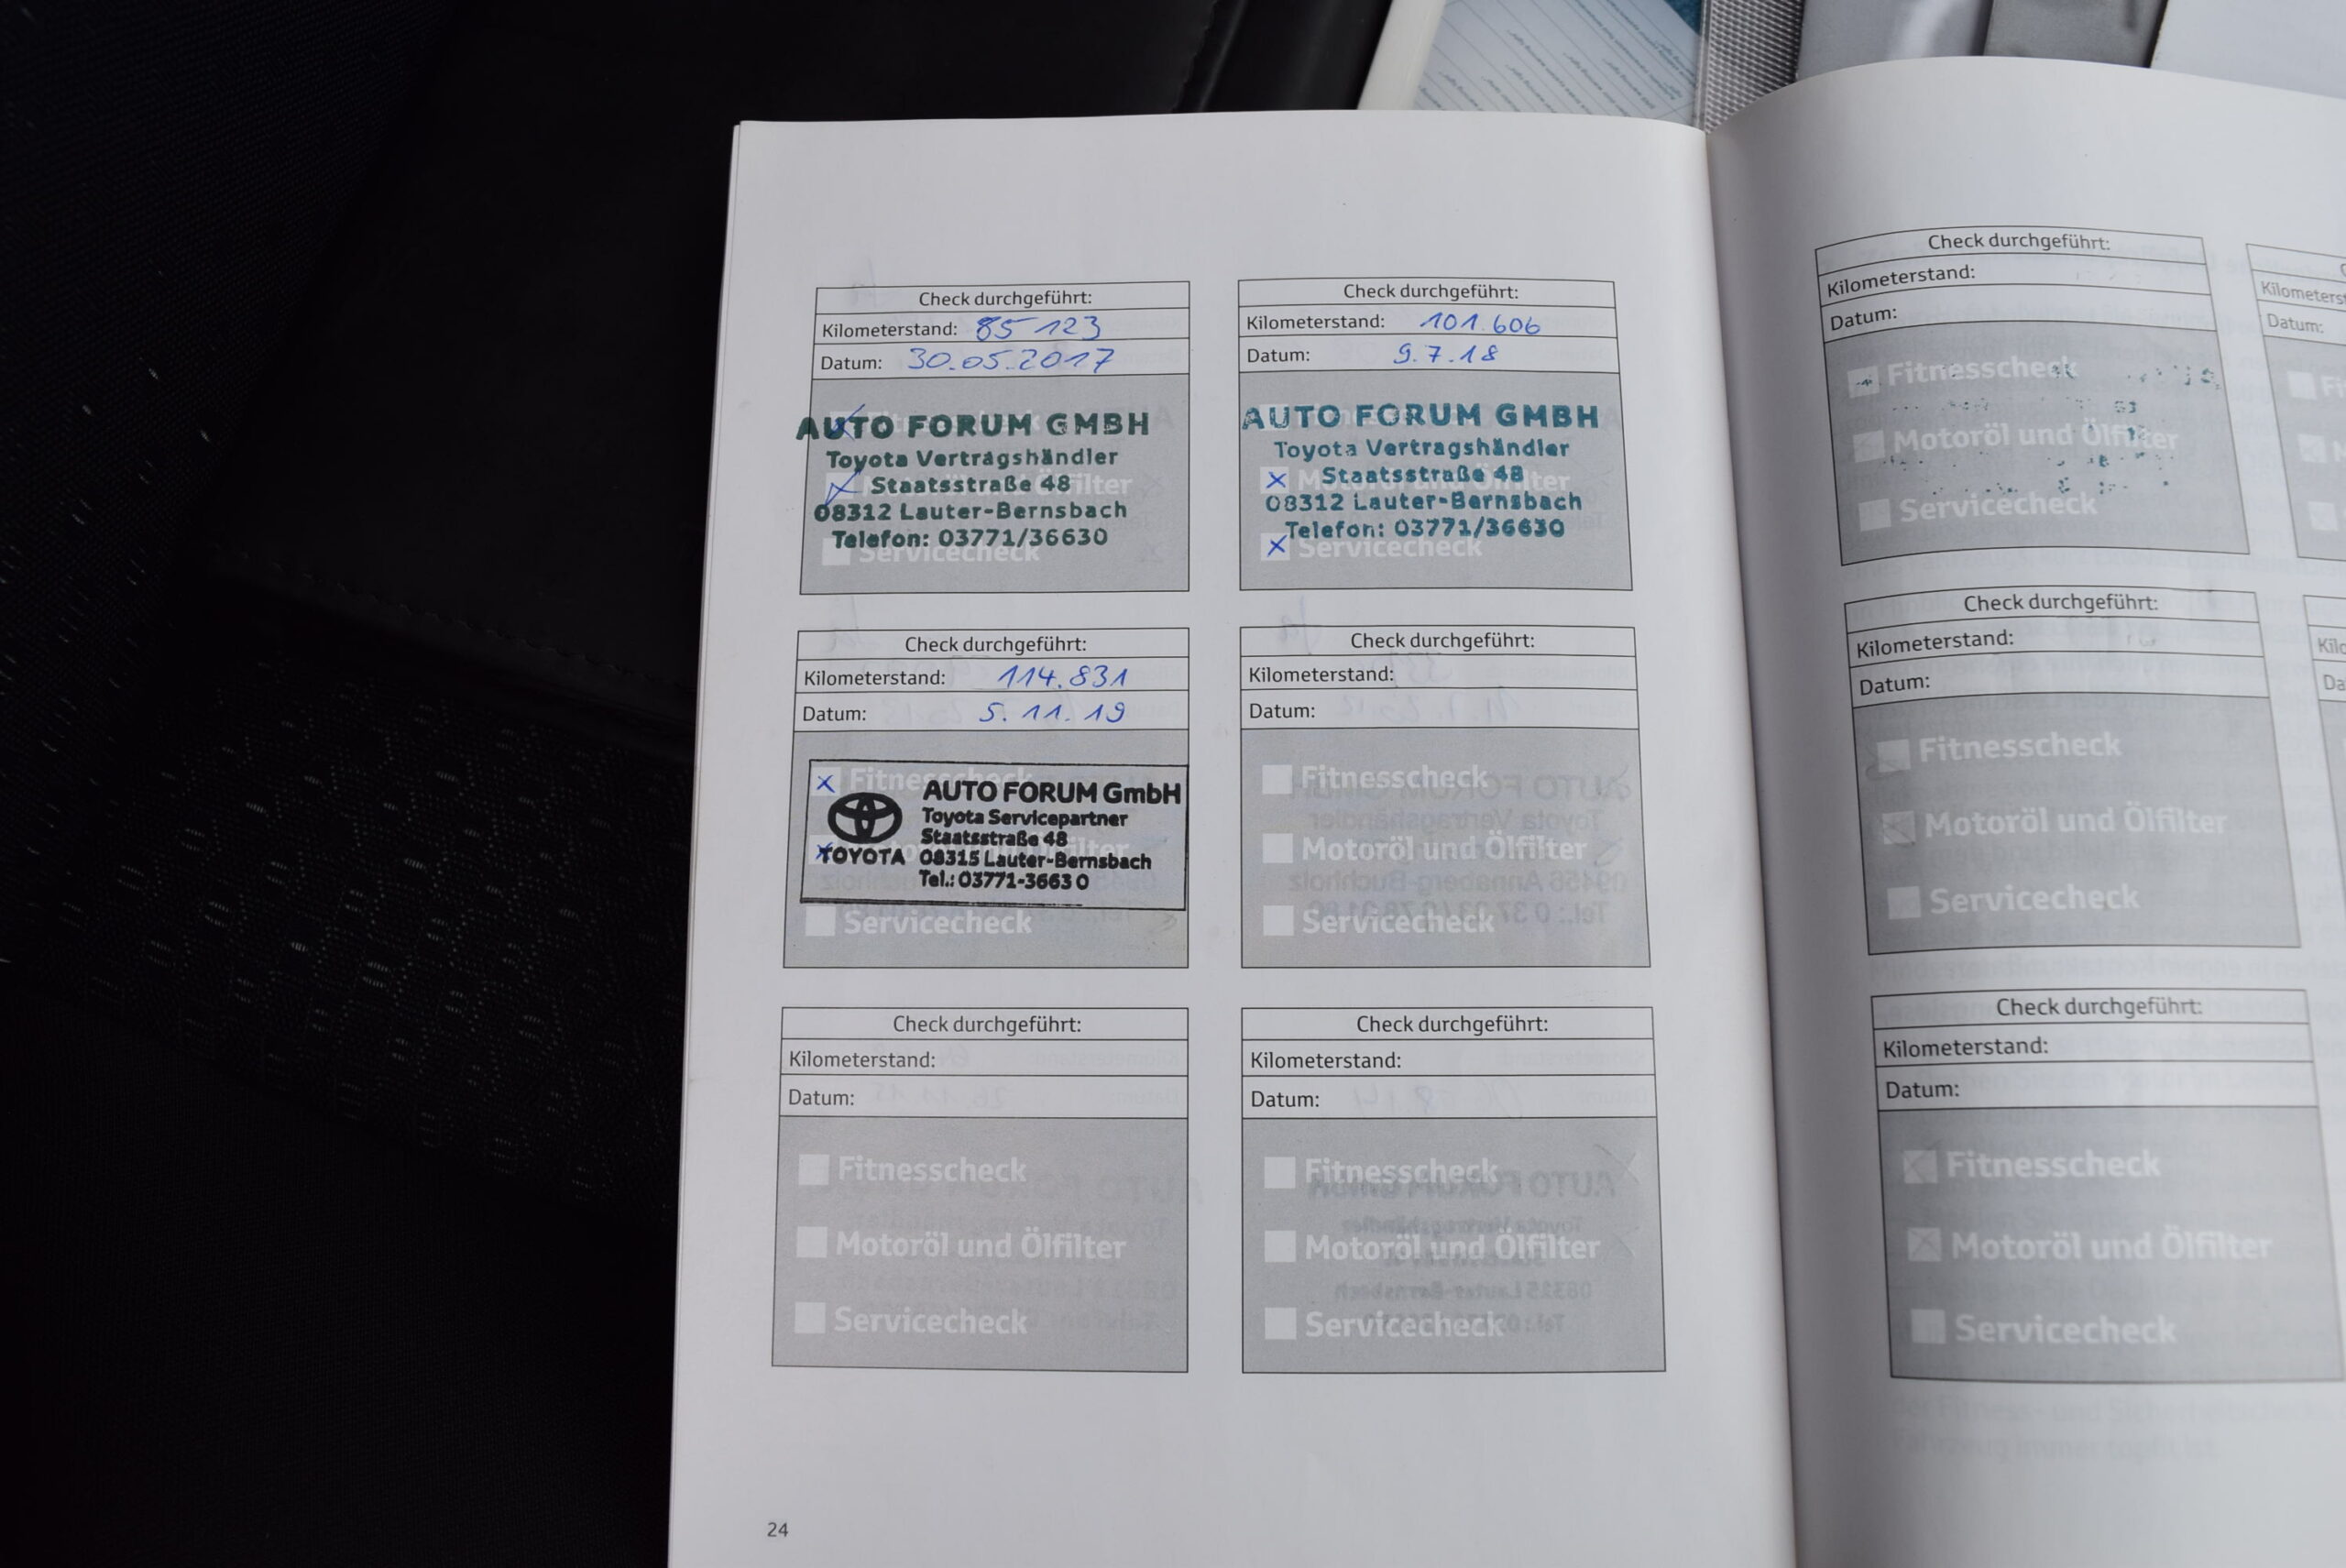 Check durchgeführt:
Kilometerstand: 85 123
Datum: 30.05.2017
AUTO FORUM GMBH
Toyota Vertragshändler
Staatsstraße 48
08312 Lauter-Bernsbach
Telefon: 03771/36630
Servicecheck
Check durchgeführt:
Kilometerstand: 101.606
Datum: 9.7.18
AUTO FORUM GMBH
Toyota Vertragshändler
Staatsstraße 48
08312 Lauter-Bernsbach
Telefon: 03771/36630
Servicecheck
Check durchgeführt:
Kilometerstand: 114.831
Datum: 5.11.19
Fitnesscheck
AUTO FORUM GmbH
Toyota Servicepartner
Staatsstraße 48
TOYOTA 08315 Lauter-Bernsbach
Tel.: 03771-3663 0
Servicecheck
Check durchgeführt:
Kilometerstand:
Datum:
Fitnesscheck
Motoröl und Ölfilter
Servicecheck
Check durchgeführt:
Kilometerstand:
Datum:
Fitnesscheck
Motoröl und Ölfilter
Servicecheck
Check durchgeführt:
Kilometerstand:
Datum:
Fitnesscheck
Motoröl und Ölfilter
Servicecheck
24
Check durchgeführt:
Kilometerstand:
Datum:
Fitnesscheck
Motoröl und Ölfilter
Servicecheck
Datum:
Check durchgeführt:
Kilometerstand:
Datum:
Fitnesscheck
Motoröl und Ölfilter
Servicecheck
Check durchgeführt:
Kilometerstand:
Datum:
Fitnesscheck
Motoröl und Ölfilter
Servicecheck